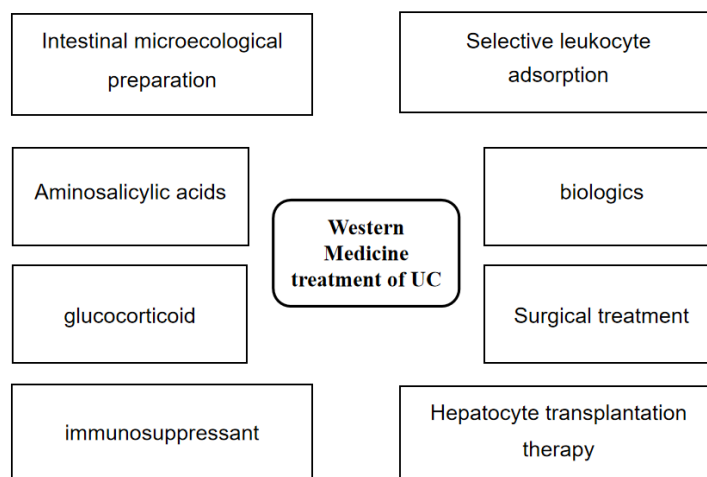 Intestinal microecological
preparation
Selective leukocyte
adsorption
Aminosalicylic acids
biologics
Western
Medicine
treatment of UC
glucocorticoid
Surgical treatment
immunosuppressant
Hepatocyte transplantation
therapy